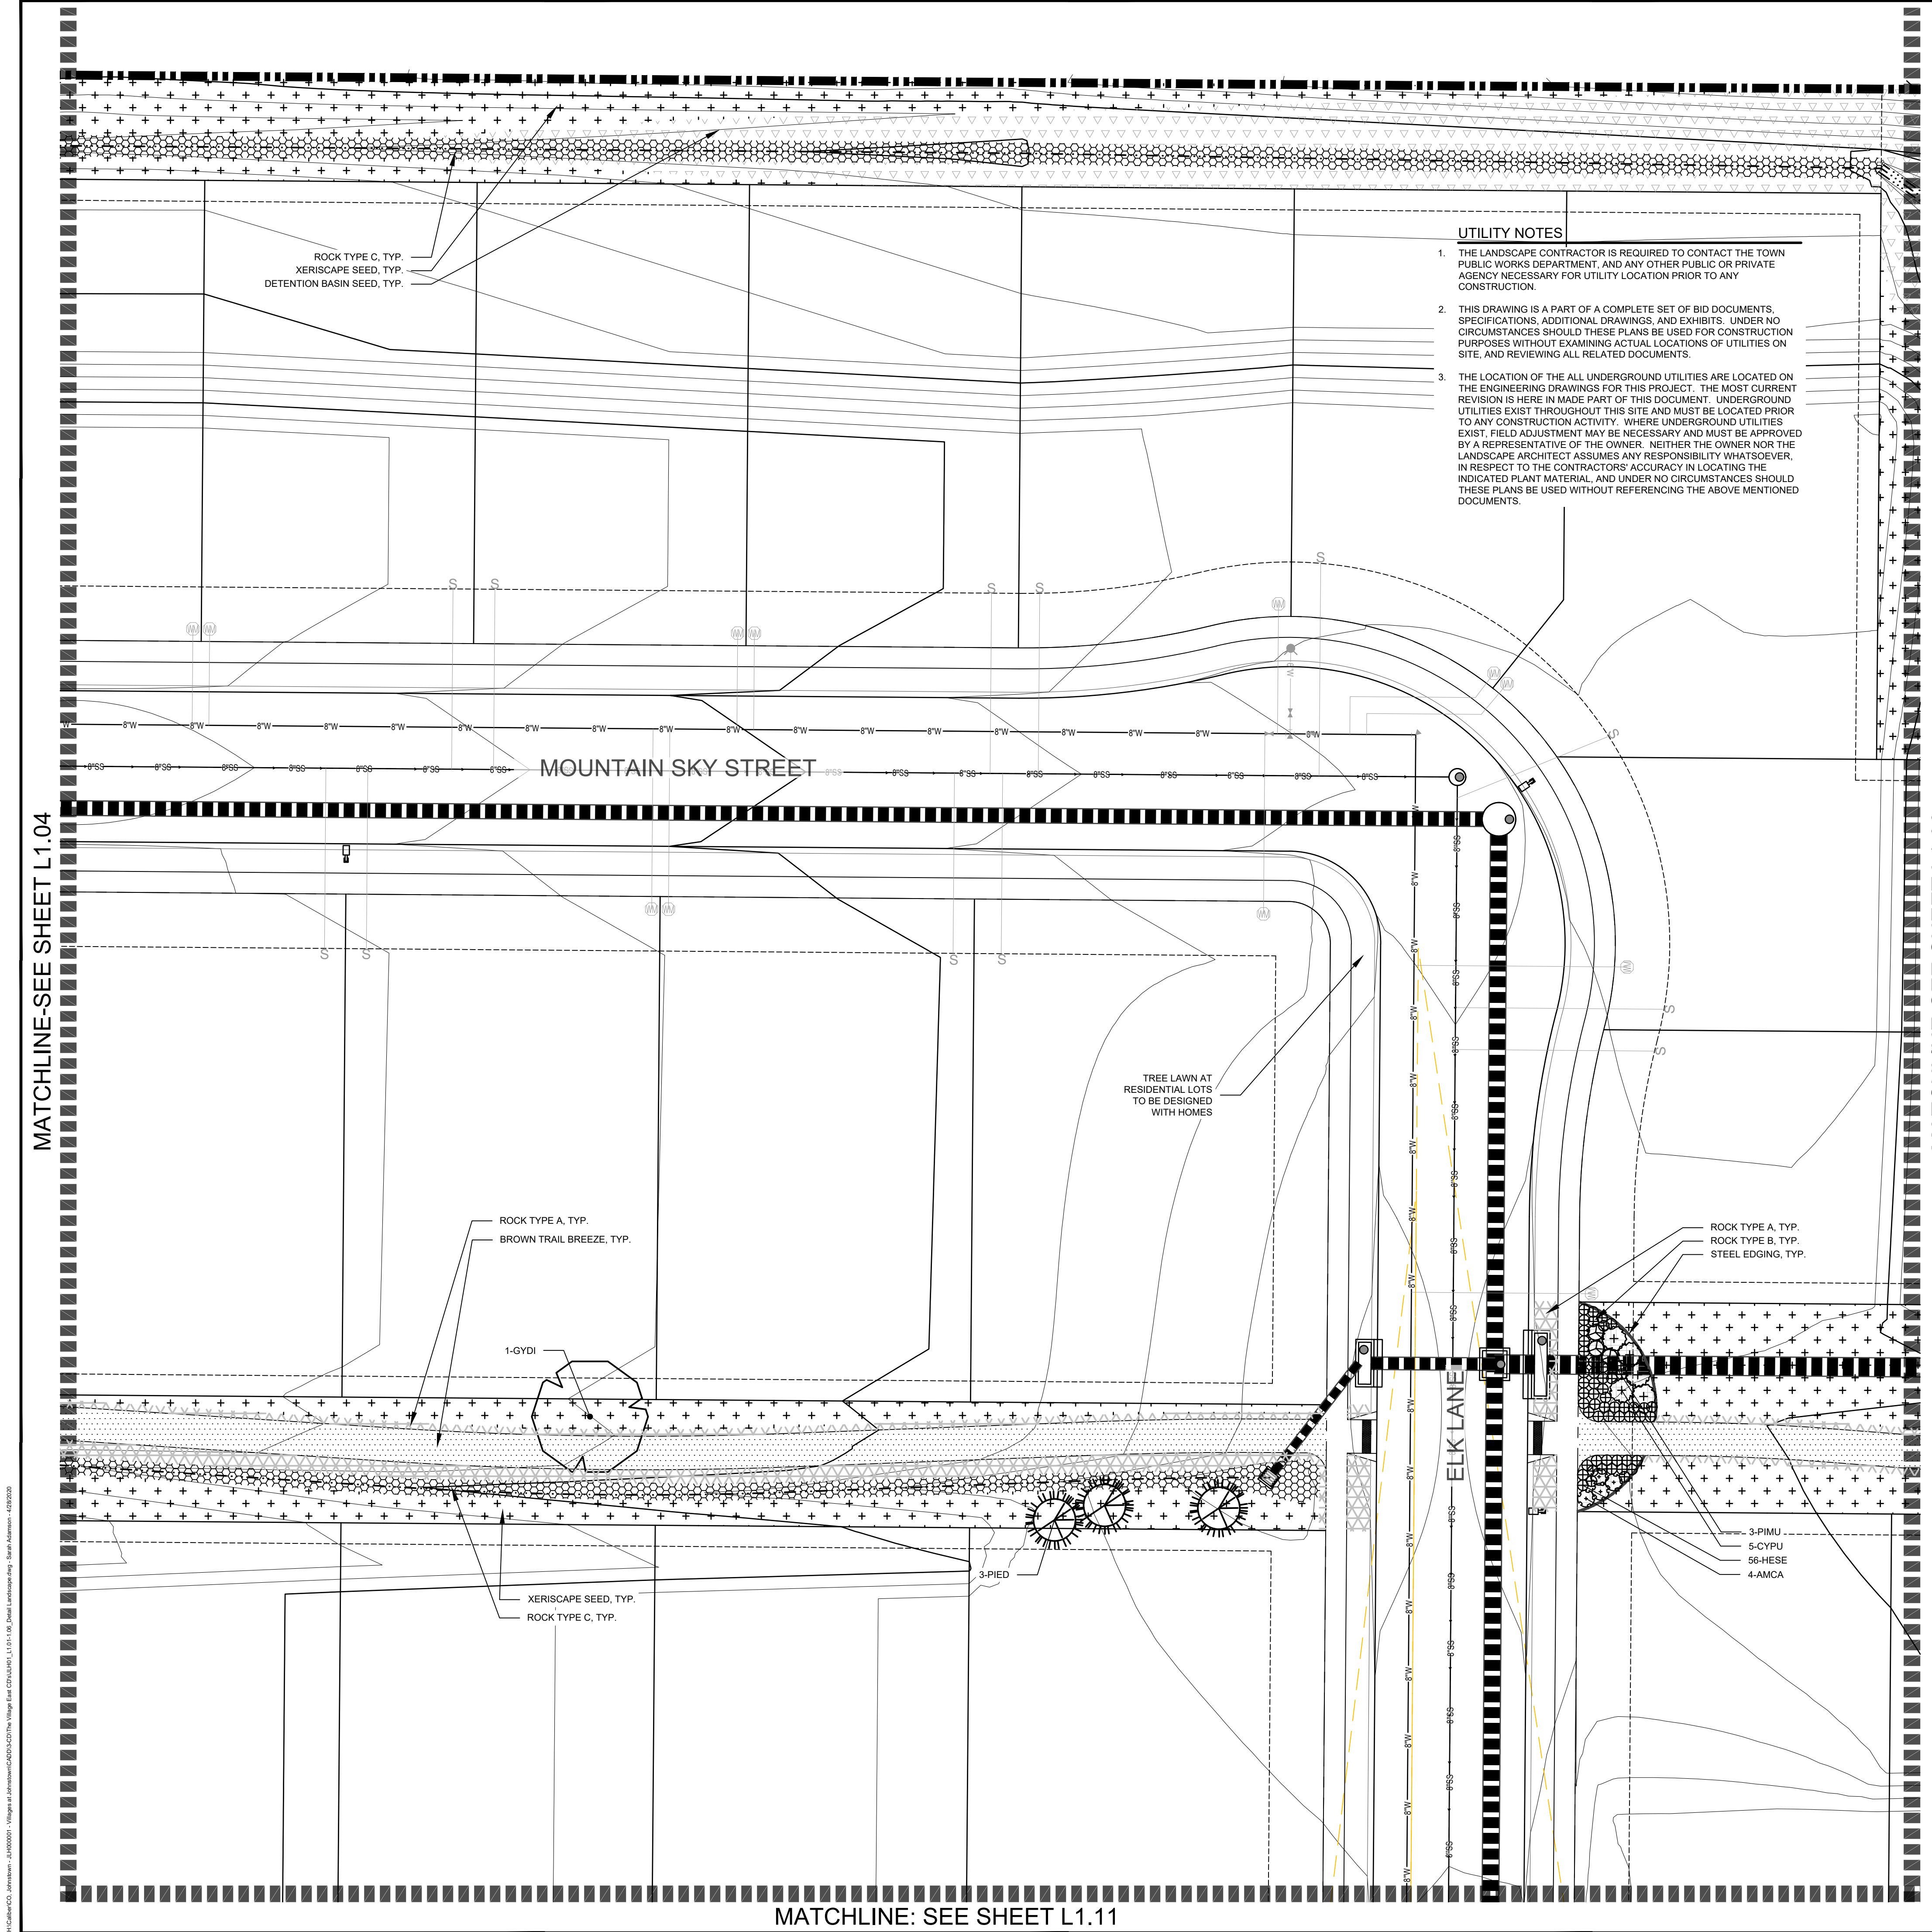 ROCK TYPE C, TYP.
XERISCAPE SEED, TYP.
DETENTION BASIN SEED, TYP.
UTILITY NOTES
1. THE LANDSCAPE CONTRACTOR IS REQUIRED TO CONTACT THE TOWN
PUBLIC WORKS DEPARTMENT, AND ANY OTHER PUBLIC OR PRIVATE
AGENCY NECESSARY FOR UTILITY LOCATION PRIOR TO ANY
CONSTRUCTION.
2. THIS DRAWING IS A PART OF A COMPLETE SET OF BID DOCUMENTS,
SPECIFICATIONS, ADDITIONAL DRAWINGS, AND EXHIBITS. UNDER NO
CIRCUMSTANCES SHOULD THESE PLANS BE USED FOR CONSTRUCTION
PURPOSES WITHOUT EXAMINING ACTUAL LOCATIONS OF UTILITIES ON
SITE, AND REVIEWING ALL RELATED DOCUMENTS.
3. THE LOCATION OF THE ALL UNDERGROUND UTILITIES ARE LOCATED ON
THE ENGINEERING DRAWINGS FOR THIS PROJECT. THE MOST CURRENT
REVISION IS HERE IN MADE PART OF THIS DOCUMENT. UNDERGROUND
UTILITIES EXIST THROUGHOUT THIS SITE AND MUST BE LOCATED PRIOR
TO ANY CONSTRUCTION ACTIVITY. WHERE UNDERGROUND UTILITIES
EXIST, FIELD ADJUSTMENT MAY BE NECESSARY AND MUST BE APPROVED
BY A REPRESENTATIVE OF THE OWNER. NEITHER THE OWNER NOR THE
LANDSCAPE ARCHITECT ASSUMES ANY RESPONSIBILITY WHATSOEVER,
IN RESPECT TO THE CONTRACTORS' ACCURACY IN LOCATING THE
INDICATED PLANT MATERIAL, AND UNDER NO CIRCUMSTANCES SHOULD
THESE PLANS BE USED WITHOUT REFERENCING THE ABOVE MENTIONED
DOCUMENTS.
MOUNTAIN SKY STREET
MATCHLINE-SEE SHEET L1.04
TREE LAWN AT
RESIDENTIAL LOTS
TO BE DESIGNED
WITH HOMES
ROCK TYPE A, TYP.
BROWN TRAIL BREEZE, TYP.
ROCK TYPE A, TYP.
ROCK TYPE B, TYP.
STEEL EDGING, TYP.
1-GYDI
ELK LANE
3-PIMU
5-CYPU
56-HESE
4-AMCA
3-PIED
XERISCAPE SEED, TYP.
ROCK TYPE C, TYP.
MATCHLINE: SEE SHEET L1.11